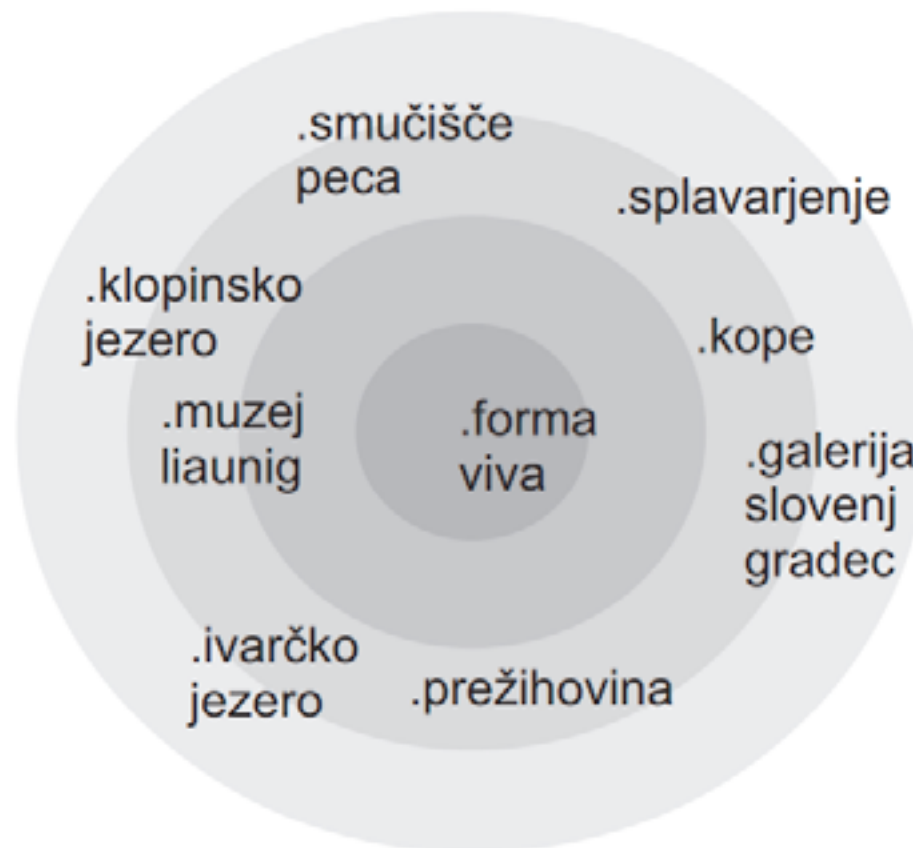 .smučišče
peca
.splavarjenje
.klopinsko
jezero
.kope
.muzej
liaunig
.forma
viva
.galerija
slovenj
gradec
.ivarčko
jezero
.prežihovina